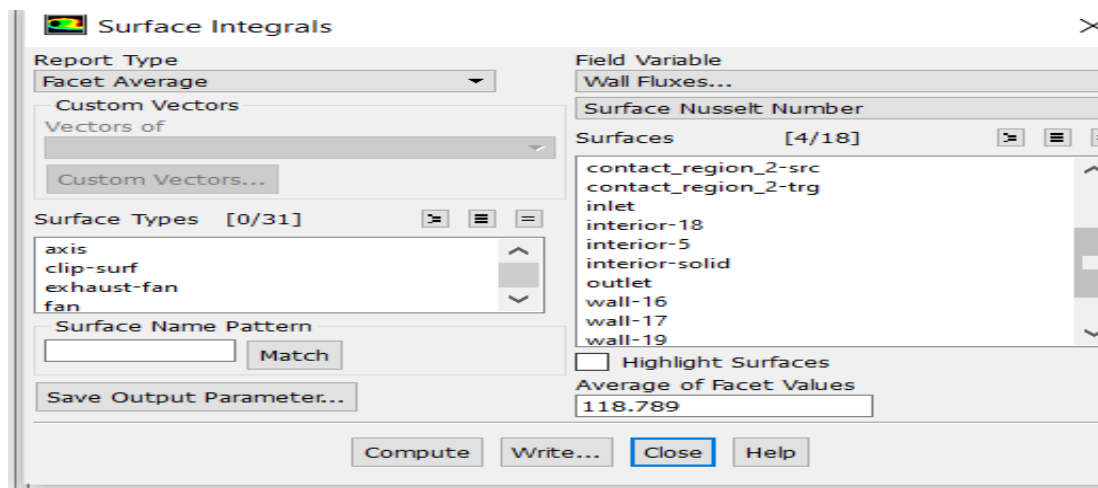 Surface Integrals
Report Type
Facet Average
Custom Vectors
Vectors of
Custom Vectors...
Surface Types [0/31]
axis
clip-surf
exhaust-fan
fan
Surface Name Pattern
Match
Save Output Parameter...
Field Variable
Wall Fluxes...
Surface Nusselt Number
Surfaces [4/18]
contact_region_2-src
contact_region_2-trg
inlet
interior-18
interior-5
interior-solid
outlet
wall-16
wall-17
wall-19
Highlight Surfaces
Average of Facet Values
118.789
Compute Write... Close Help